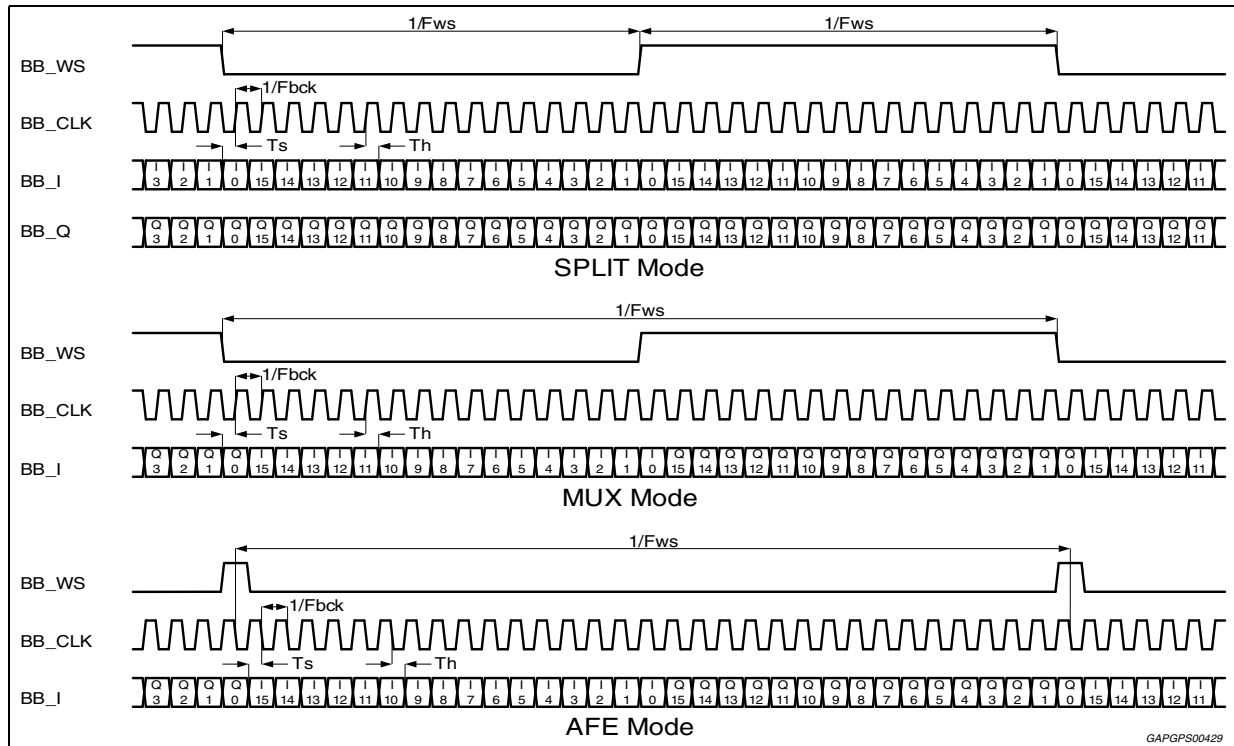 1/Fws 1/Fws
BB_WS
1/Fbck
BB_CLK
Ts Th
I I I I I I I I I I I I I I I I I I I I I I I I I I I I I I I I I I I I I I I I I
BB_I 3 2 1 0 15 14 13 12 11 10 9 8 7 6 5 4 3 2 1 0 15 14 13 12 11 10 9 8 7 6 5 4 3 2 1 0 15 14 13 12 11
Q Q Q Q Q Q Q Q Q Q Q Q Q Q Q Q Q Q Q Q Q Q Q Q Q Q Q Q Q Q Q Q Q Q Q Q Q Q Q Q Q
BB_Q 3 2 1 0 15 14 13 12 11 10 9 8 7 6 5 4 3 2 1 0 15 14 13 12 11 10 9 8 7 6 5 4 3 2 1 0 15 14 13 12 11
SPLIT Mode
1/Fws
BB_WS
1/Fbck
BB_CLK
Ts Th
Q Q Q Q I I I I I I I I I I I I I I I I Q Q Q Q Q Q Q Q Q Q Q Q Q Q Q Q I I I I I
BB_I 3 2 1 0 15 14 13 12 11 10 9 8 7 6 5 4 3 2 1 0 15 14 13 12 11 10 9 8 7 6 5 4 3 2 1 0 15 14 13 12 11
MUX Mode
1/Fws
BB_WS
1/Fbck
BB_CLK
Ts Th
Q Q Q Q I I I I I I I I I I I I I I I I Q Q Q Q Q Q Q Q Q Q Q Q Q Q Q Q I I I I I
BB_I 3 2 1 0 15 14 13 12 11 10 9 8 7 6 5 4 3 2 1 0 15 14 13 12 11 10 9 8 7 6 5 4 3 2 1 0 15 14 13 12 11
AFE Mode
GAPGPS00429